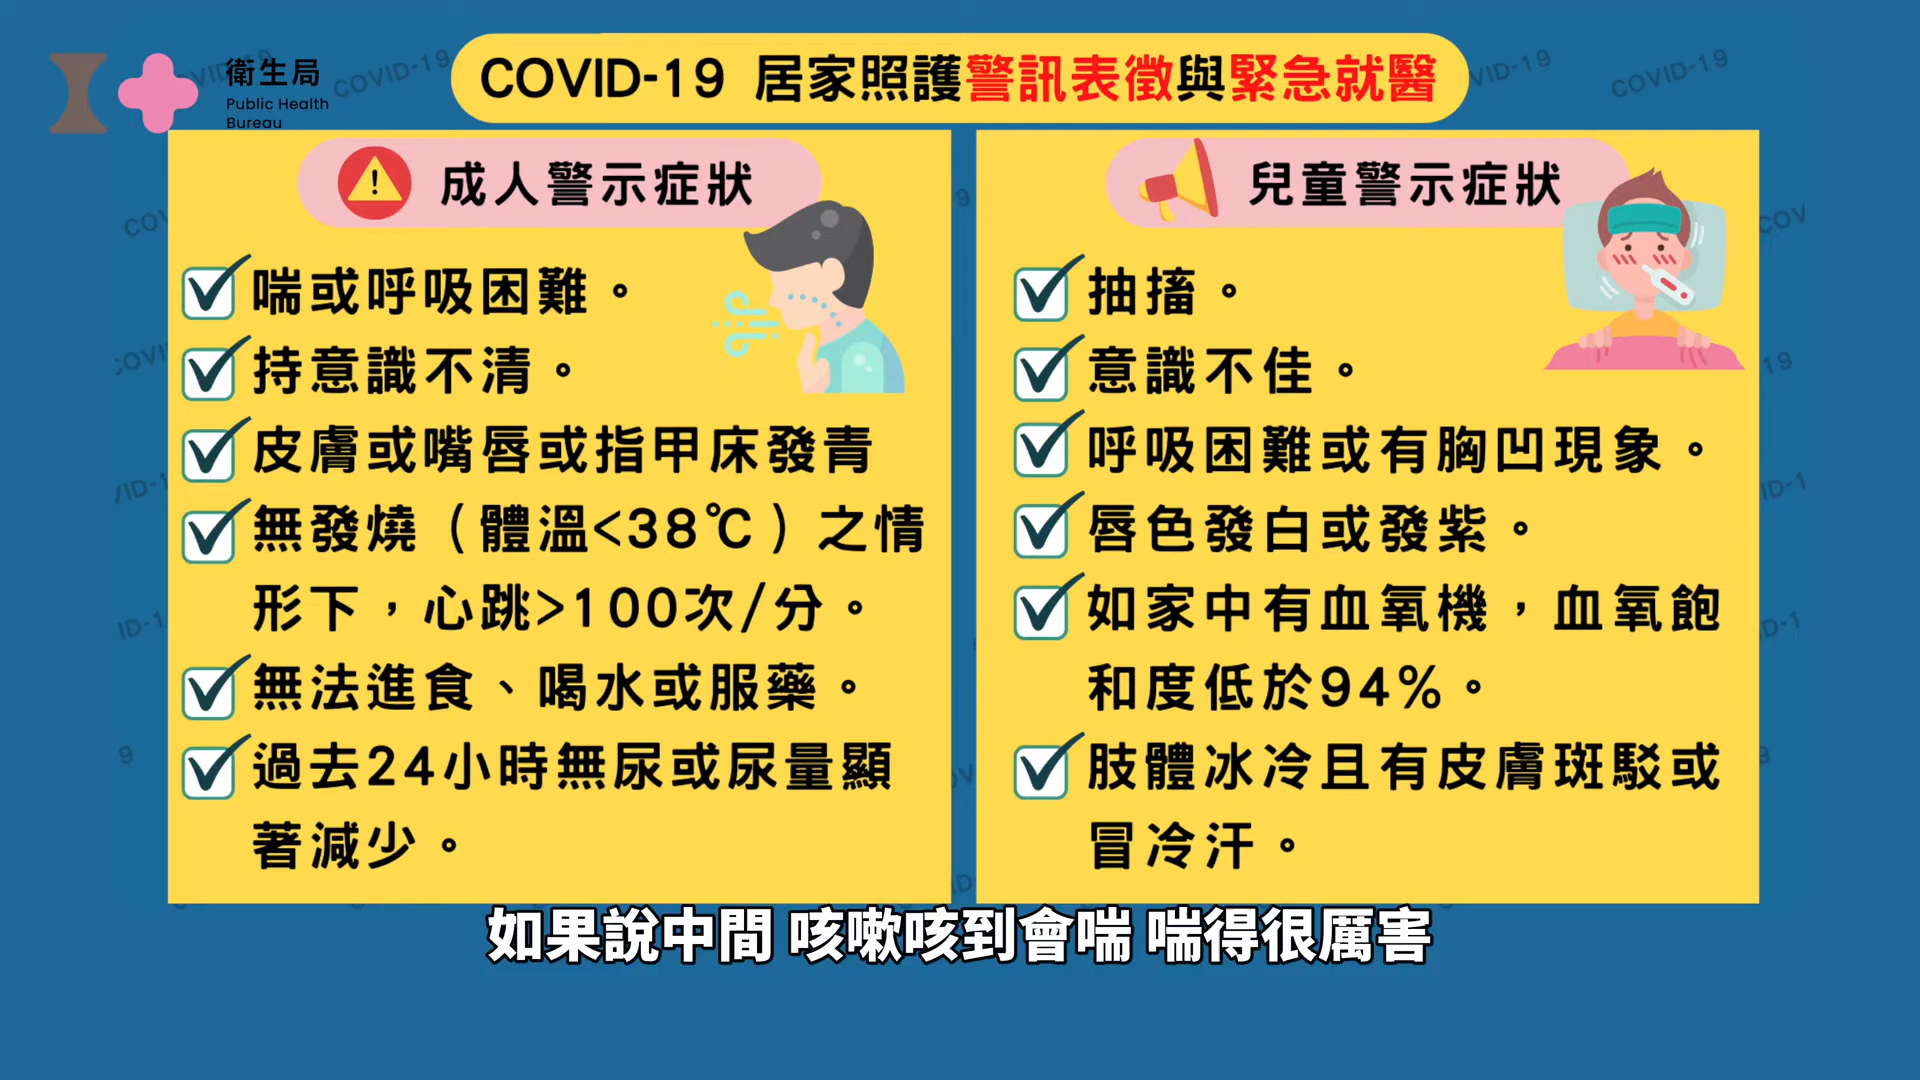 衛生局
Public Health
Bureau
COVID-19 居家照護警訊表徵與緊急就醫
成人警示症狀
喘或呼吸困難。
持意識不清。
皮膚或嘴唇或指甲床發青
無發燒（體溫<38℃）之情
形下，心跳>100次/分。
無法進食、喝水或服藥。
過去24小時無尿或尿量顯
著減少。
兒童警示症狀
抽搐。
意識不佳。
呼吸困難或有胸凹現象。
唇色發白或發紫。
如家中有血氧機，血氧飽
和度低於94%。
肢體冰冷且有皮膚斑駁或
冒冷汗。
如果說中間 咳嗽咳到會喘 喘得很厲害